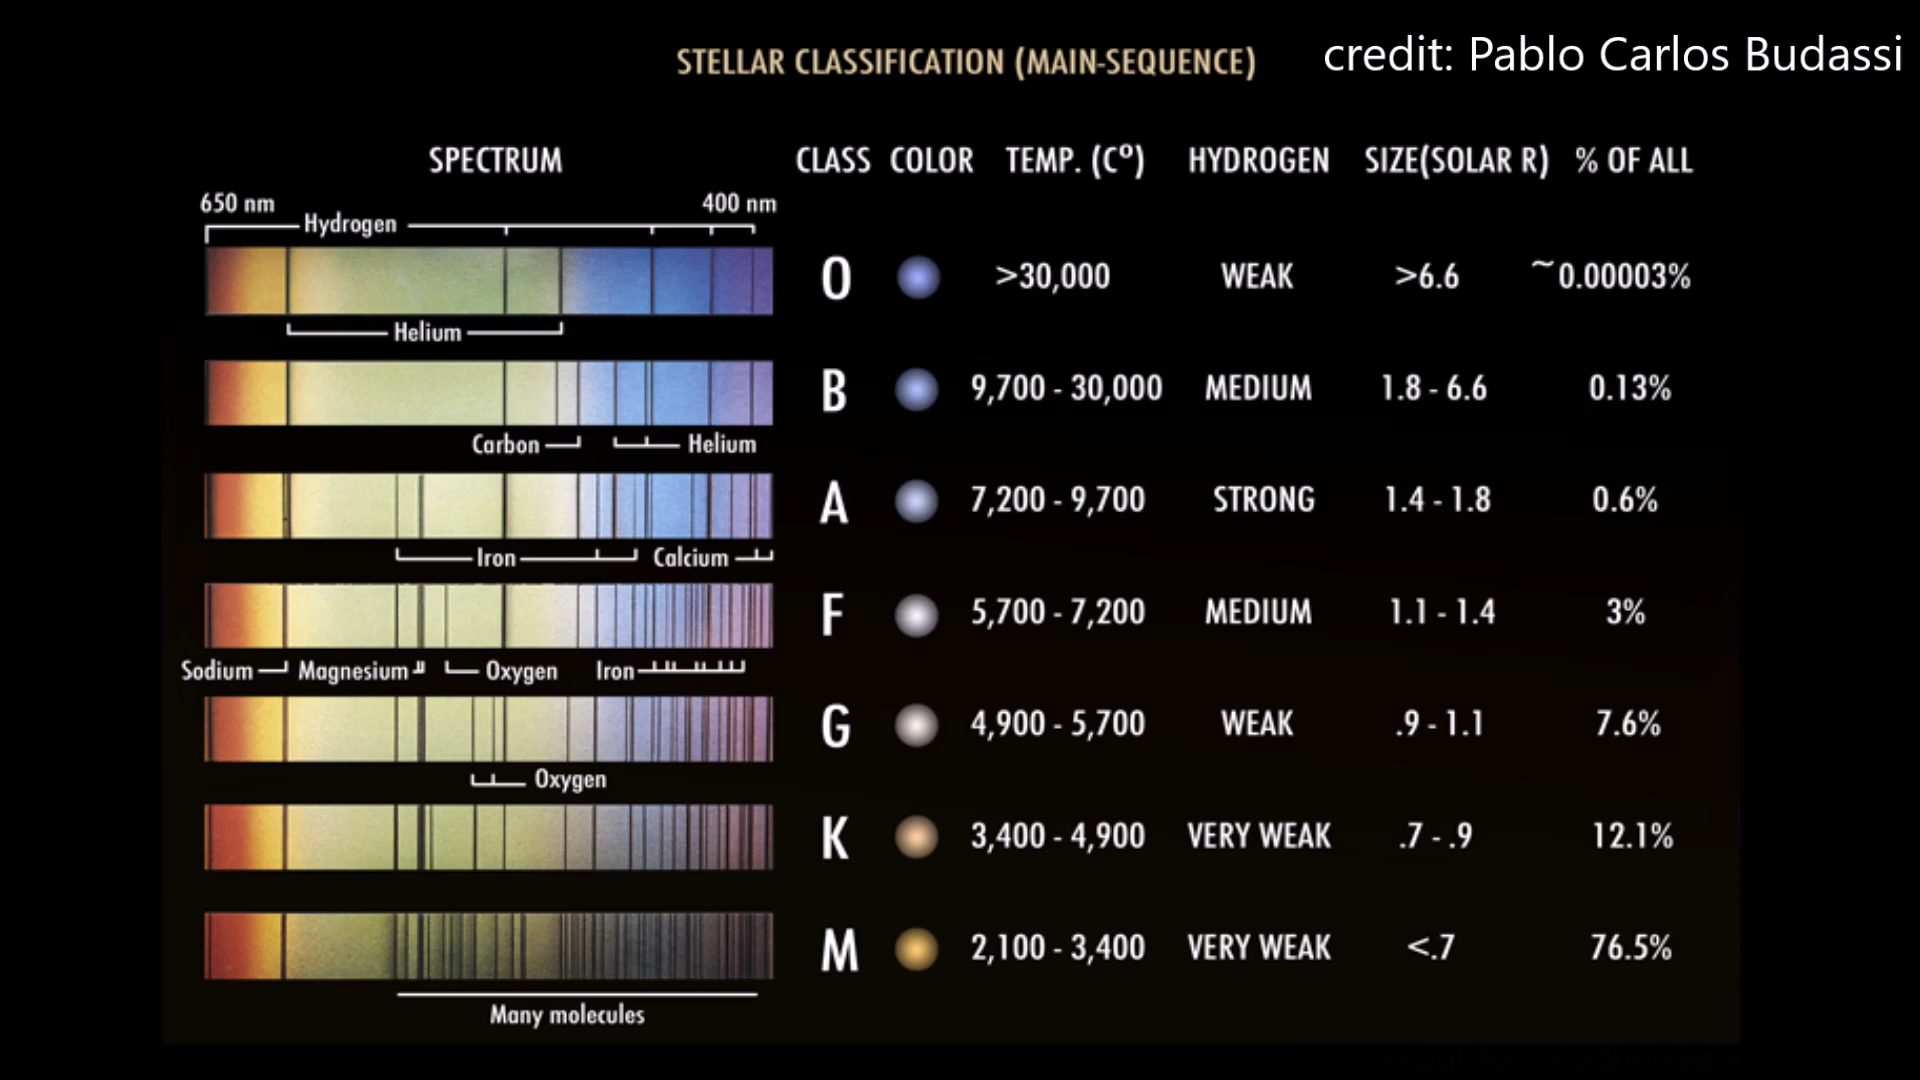 STELLAR CLASSIFICATION (MAIN-SEQUENCE)
credit: Pablo Carlos Budassi
SPECTRUM CLASS COLOR TEMP. (C°) HYDROGEN SIZE(SOLAR R) % OF ALL
650 nm 400 nm
Hydrogen
O >30,000 WEAK >6.6 ~0.00003%
Helium
B 9,700 - 30,000 MEDIUM 1.8 - 6.6 0.13%
Carbon Helium
A 7,200 - 9,700 STRONG 1.4 - 1.8 0.6%
Iron Calcium
F 5,700 - 7,200 MEDIUM 1.1 - 1.4 3%
Sodium Magnesium Oxygen Iron
G 4,900 - 5,700 WEAK .9 - 1.1 7.6%
Oxygen
K 3,400 - 4,900 VERY WEAK .7 - .9 12.1%
M 2,100 - 3,400 VERY WEAK <.7 76.5%
Many molecules